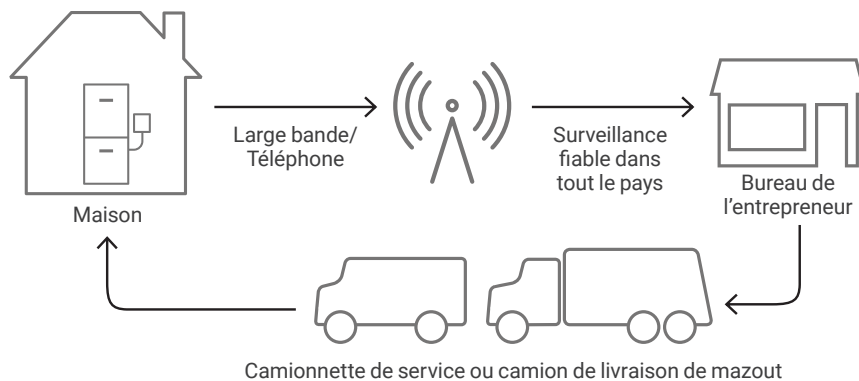 Large bande/
Téléphone
Surveillance
fiable dans
tout le pays
Maison
Bureau de
l'entrepreneur
Camionnette de service ou camion de livraison de mazout